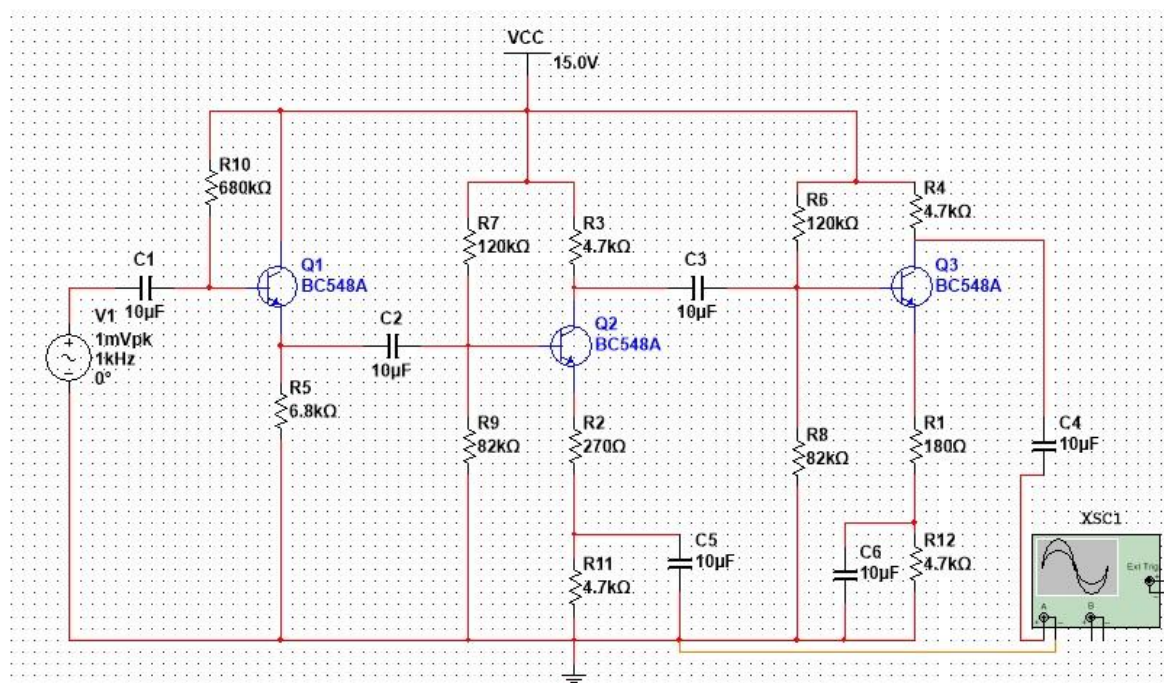 VCC
15.0V
R10
680kΩ
R7
120kΩ
R3
4.7kΩ
R6
120kΩ
R4
4.7kΩ
C1
10µF
Q1
BC548A
C3
10µF
Q3
BC548A
V1
1mVpk
1kHz
0°
C2
10µF
Q2
BC548A
R5
6.8kΩ
R9
82kΩ
R2
270Ω
R8
82kΩ
R1
180Ω
C4
10µF
XSC1
C5
10µF
R11
4.7kΩ
C6
10µF
R12
4.7kΩ
Ext Trig
A
B